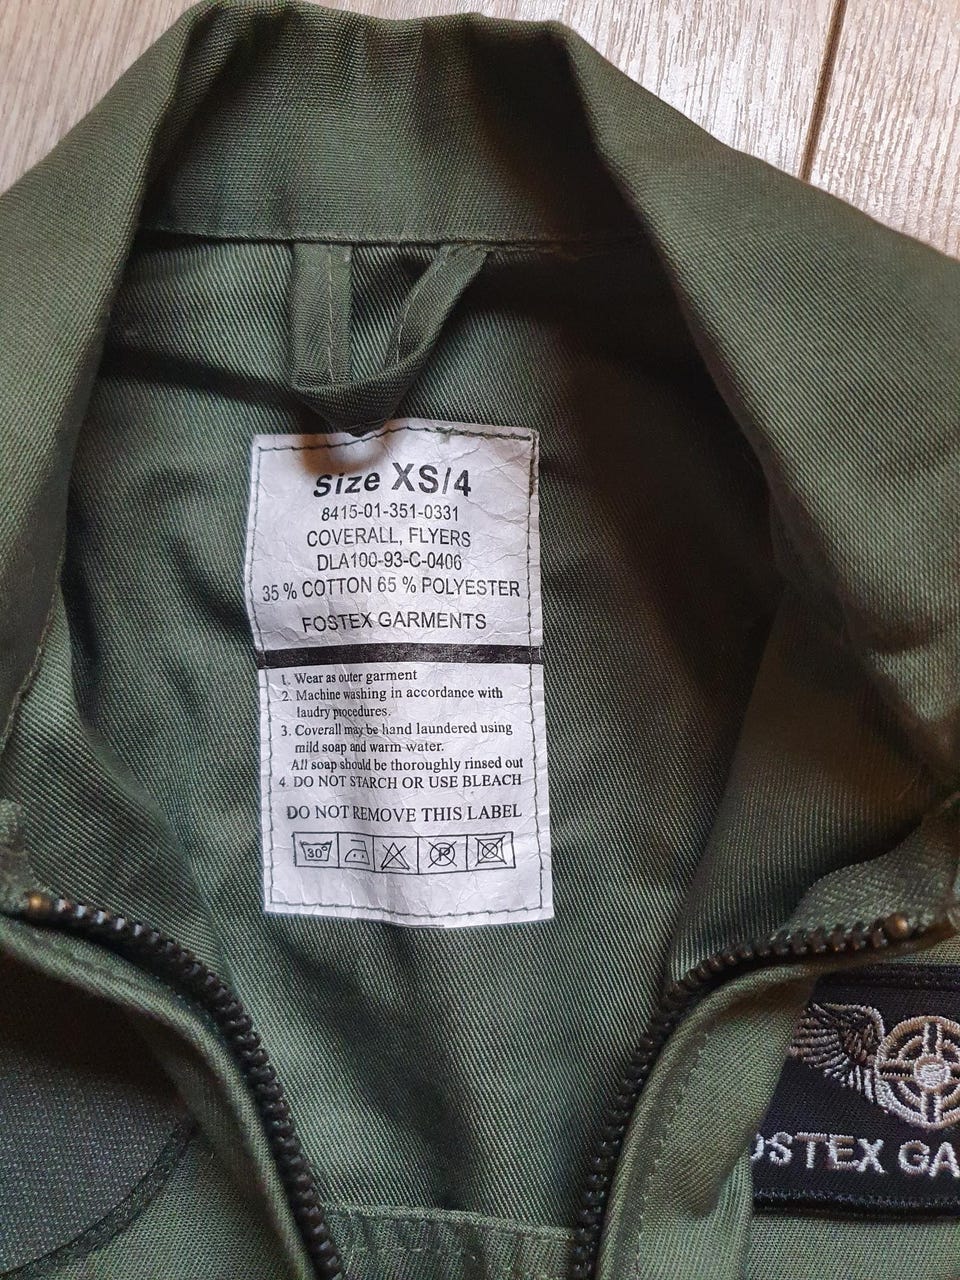 Size XS/4
8415-01-351-0331
COVERALL, FLYERS
DLA100-93-C-0406
35 % COTTON 65 % POLYESTER
FOSTEX GARMENTS
1. Wear as outer garment
2. Machine washing in accordance with
laudry procedures.
3. Coverall may be hand laundered using
mild soap and warm water.
All soap should be thoroughly rinsed out
4. DO NOT STARCH OR USE BLEACH
DO NOT REMOVE THIS LABEL
30° P
OSTEX GA